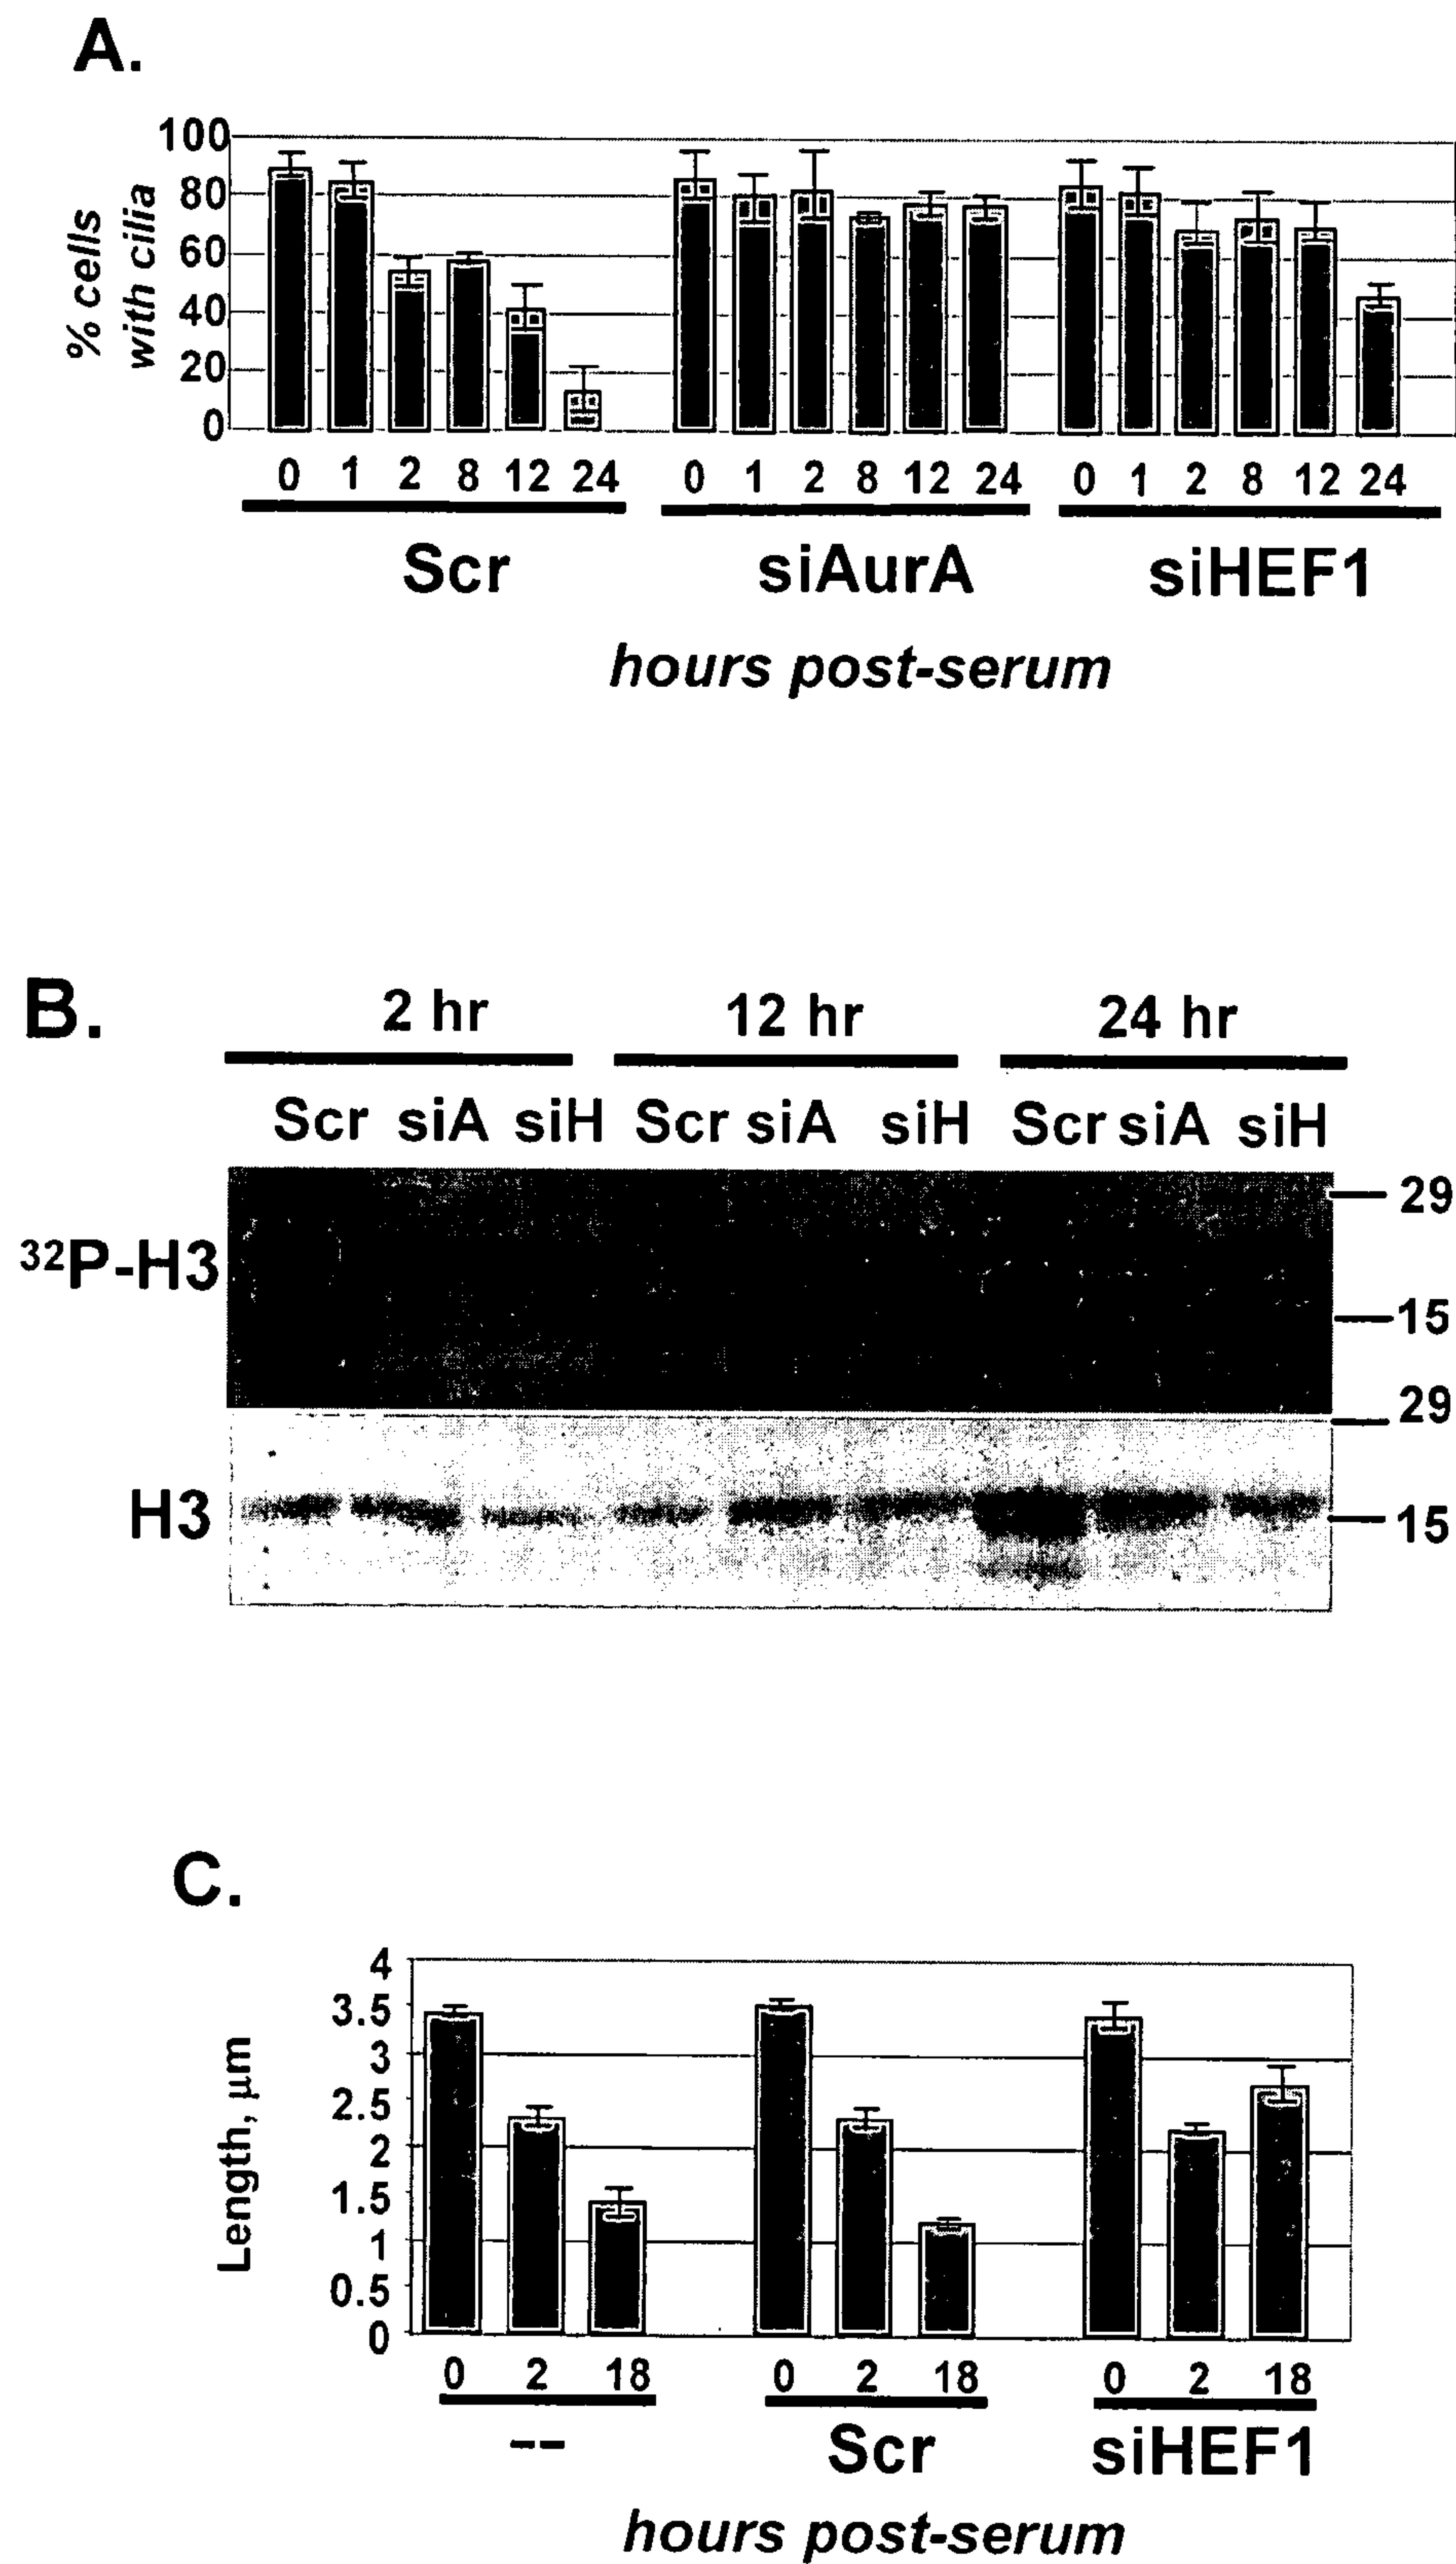 A.
100
80
60
40
20
0
% cells
with cilia
0 1 2 8 12 24 0 1 2 8 12 24 0 1 2 8 12 24
Scr siAurA siHEF1
hours post-serum
B.
2 hr 12 hr 24 hr
Scr siA siH Scr siA siH Scr siA siH
32P-H3
29
15
29
H3
15
C.
4
3.5
3
2.5
2
1.5
1
0.5
0
Length, μm
0 2 18 0 2 18 0 2 18
-- Scr siHEF1
hours post-serum